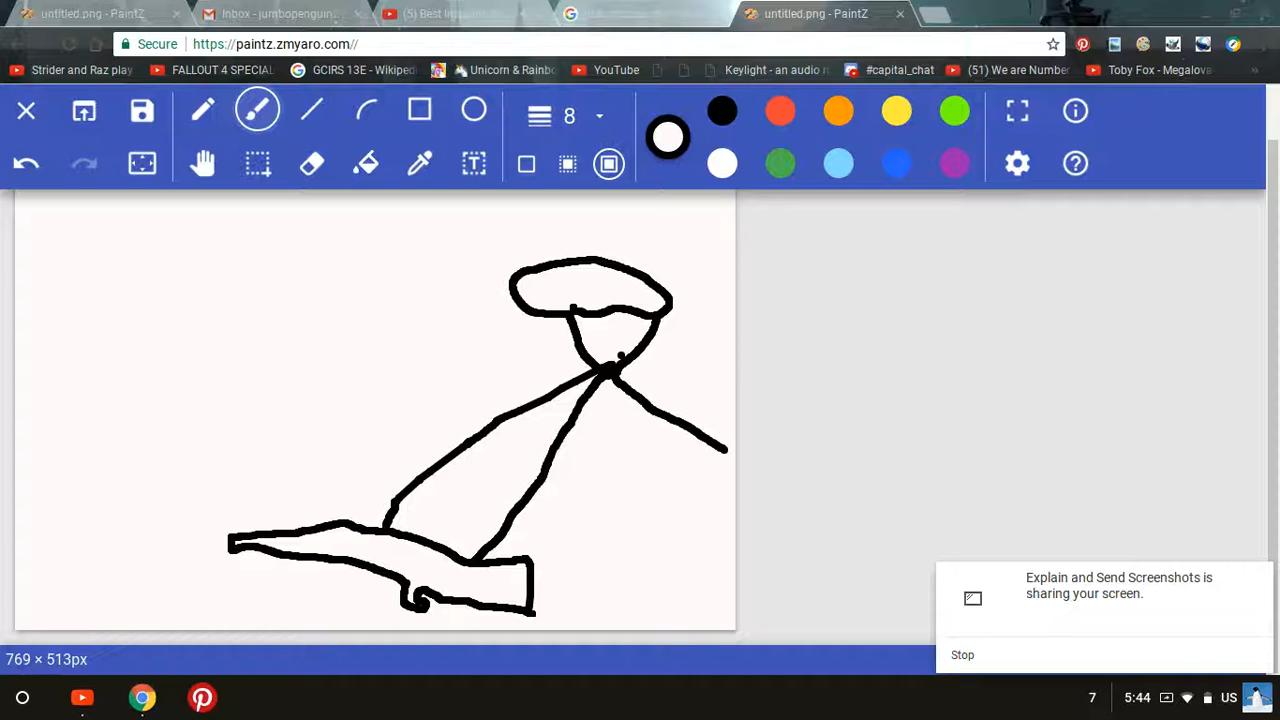 untitled.png - PaintZ
Inbox - jumbopenguin
(5) Best
untitled.png - PaintZ
Secure
https://paintz.zmyaro.com//
Strider and Raz play
FALLOUT 4 SPECIAL
GCIRS 13E - Wikiped
Unicorn & Rainb
YouTube
Keylight - an audio r
#capital_chat
(51) We are Number
Toby Fox - Megalova
»
8
769 × 513px
Explain and Send Screenshots is
sharing your screen.
Stop
7
5:44
US